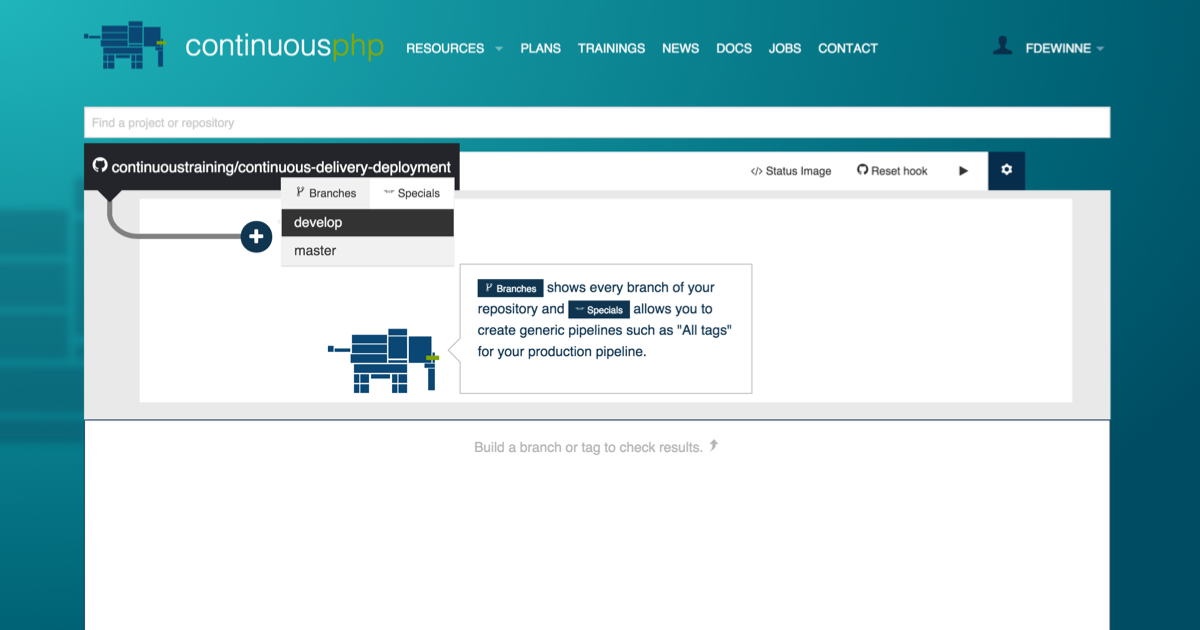 continuousphp
RESOURCES PLANS TRAININGS NEWS DOCS JOBS CONTACT FDEWINNE
Find a project or repository
continuoustraining/continuous-delivery-deployment
</> Status Image Reset hook
Branches Specials
develop
master
Branches shows every branch of your
repository and Specials allows you to
create generic pipelines such as "All tags"
for your production pipeline.
Build a branch or tag to check results.